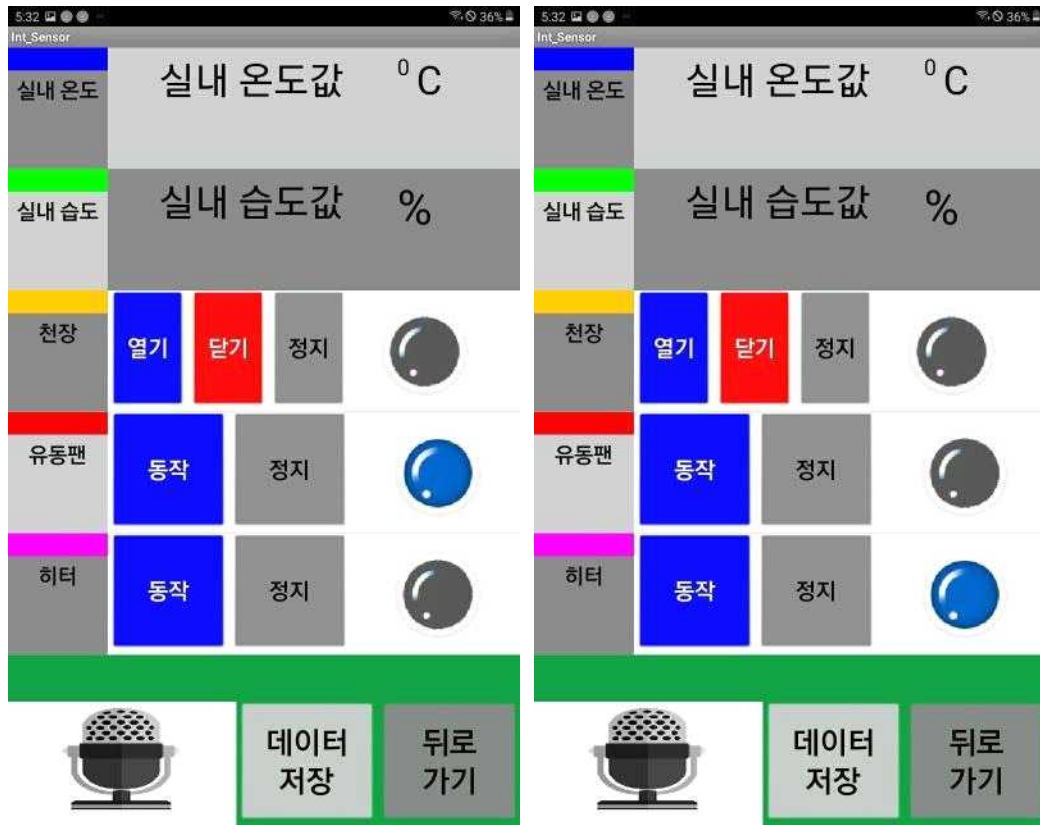 5:32
36%
Int_Sensor
실내 온도
실내 온도값 ⁰C
실내 습도
실내 습도값 %
천장
열기 닫기 정지
유동팬
동작 정지
히터
동작 정지
데이터
저장
뒤로
가기
5:32
36%
Int_Sensor
실내 온도
실내 온도값 ⁰C
실내 습도
실내 습도값 %
천장
열기 닫기 정지
유동팬
동작 정지
히터
동작 정지
데이터
저장
뒤로
가기